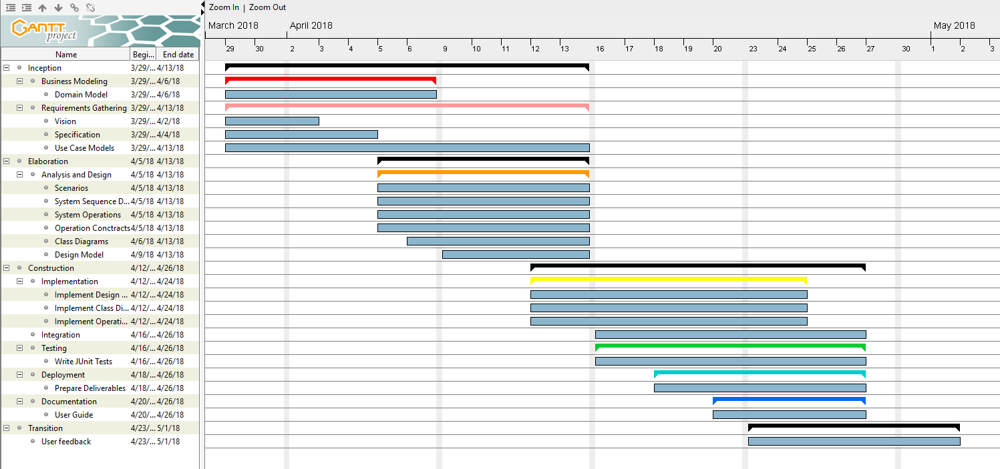 Zoom In | Zoom Out
GANTT project
March 2018 April 2018 May 2018
29 30 2 3 4 5 6 9 10 11 12 13 16 17 18 19 20 23 24 25 26 27 30 1 2 3
Name Begi... End date
Inception 3/29/... 4/13/18
Business Modeling 3/29/... 4/6/18
Domain Model 3/29/... 4/6/18
Requirements Gathering 3/29/... 4/13/18
Vision 3/29/... 4/2/18
Specification 3/29/... 4/4/18
Use Case Models 3/29/... 4/13/18
Elaboration 4/5/18 4/13/18
Analysis and Design 4/5/18 4/13/18
Scenarios 4/5/18 4/13/18
System Sequence D... 4/5/18 4/13/18
System Operations 4/5/18 4/13/18
Operation Conctracts 4/5/18 4/13/18
Class Diagrams 4/6/18 4/13/18
Design Model 4/9/18 4/13/18
Construction 4/12/... 4/26/18
Implementation 4/12/... 4/24/18
Implement Design ... 4/12/... 4/24/18
Implement Class Di... 4/12/... 4/24/18
Implement Operati... 4/12/... 4/24/18
Integration 4/16/... 4/26/18
Testing 4/16/... 4/26/18
Write JUnit Tests 4/16/... 4/26/18
Deployment 4/18/... 4/26/18
Prepare Deliverables 4/18/... 4/26/18
Documentation 4/20/... 4/26/18
User Guide 4/20/... 4/26/18
Transition 4/23/... 5/1/18
User feedback 4/23/... 5/1/18